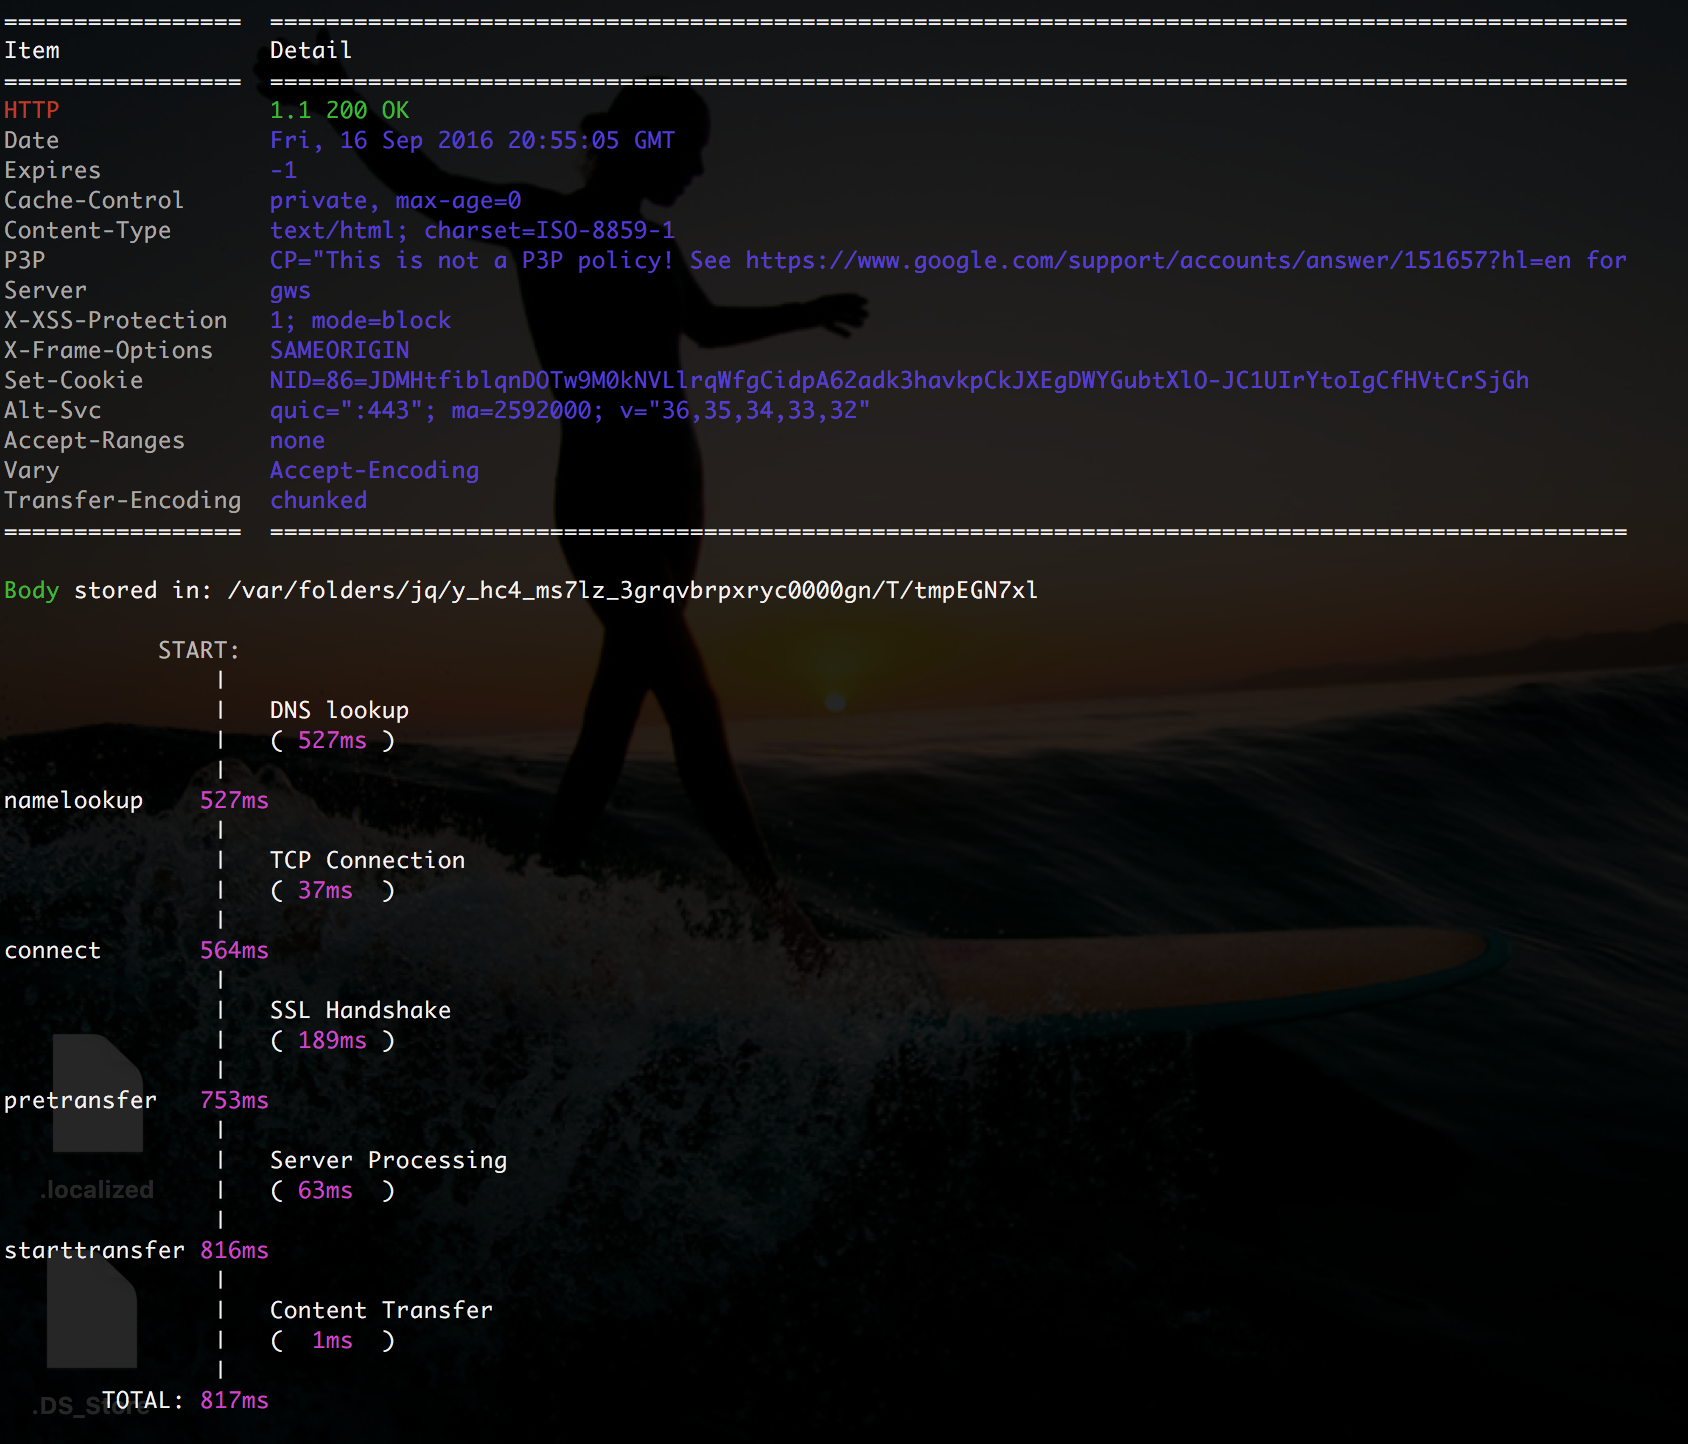 ================= =================================================================================================
Item Detail
================= =================================================================================================
HTTP 1.1 200 OK
Date Fri, 16 Sep 2016 20:55:05 GMT
Expires -1
Cache-Control private, max-age=0
Content-Type text/html; charset=ISO-8859-1
P3P CP="This is not a P3P policy! See https://www.google.com/support/accounts/answer/151657?hl=en for
Server gws
X-XSS-Protection 1; mode=block
X-Frame-Options SAMEORIGIN
Set-Cookie NID=86=JDMHtfiblqnDOTw9M0kNVLlrqWfgCidpA62adk3havkpCkJXEgDWYGubtXlO-JC1UIrYtoIgCfHVtCrSjGh
Alt-Svc quic=":443"; ma=2592000; v="36,35,34,33,32"
Accept-Ranges none
Vary Accept-Encoding
Transfer-Encoding chunked
================= =================================================================================================
Body stored in: /var/folders/jq/y_hc4_ms7lz_3grqvbrpxryc0000gn/T/tmpEGN7xl
START:
|
| DNS lookup
| ( 527ms )
|
namelookup 527ms
|
| TCP Connection
| ( 37ms )
|
connect 564ms
|
| SSL Handshake
| ( 189ms )
|
pretransfer 753ms
|
| Server Processing
.localized
| ( 63ms )
|
starttransfer 816ms
|
| Content Transfer
| ( 1ms )
|
TOTAL: 817ms
.DS_Store